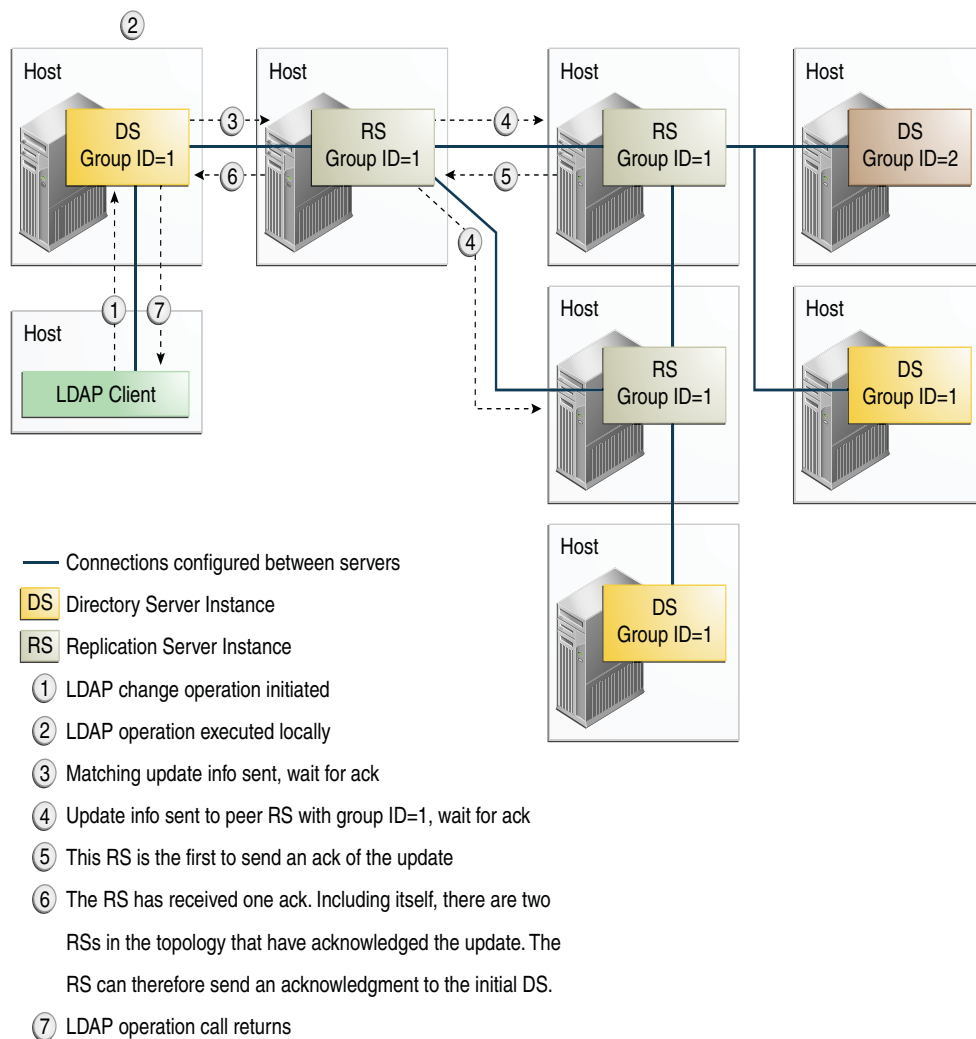 2
Host
DS
Group ID=1
3
6
Host
RS
Group ID=1
4
5
4
Host
RS
Group ID=1
Host
DS
Group ID=2
1
7
Host
LDAP Client
Host
RS
Group ID=1
Host
DS
Group ID=1
Host
DS
Group ID=1
Connections configured between servers
DS Directory Server Instance
RS Replication Server Instance
1 LDAP change operation initiated
2 LDAP operation executed locally
3 Matching update info sent, wait for ack
4 Update info sent to peer RS with group ID=1, wait for ack
5 This RS is the first to send an ack of the update
6 The RS has received one ack. Including itself, there are two
RSs in the topology that have acknowledged the update. The
RS can therefore send an acknowledgment to the initial DS.
7 LDAP operation call returns